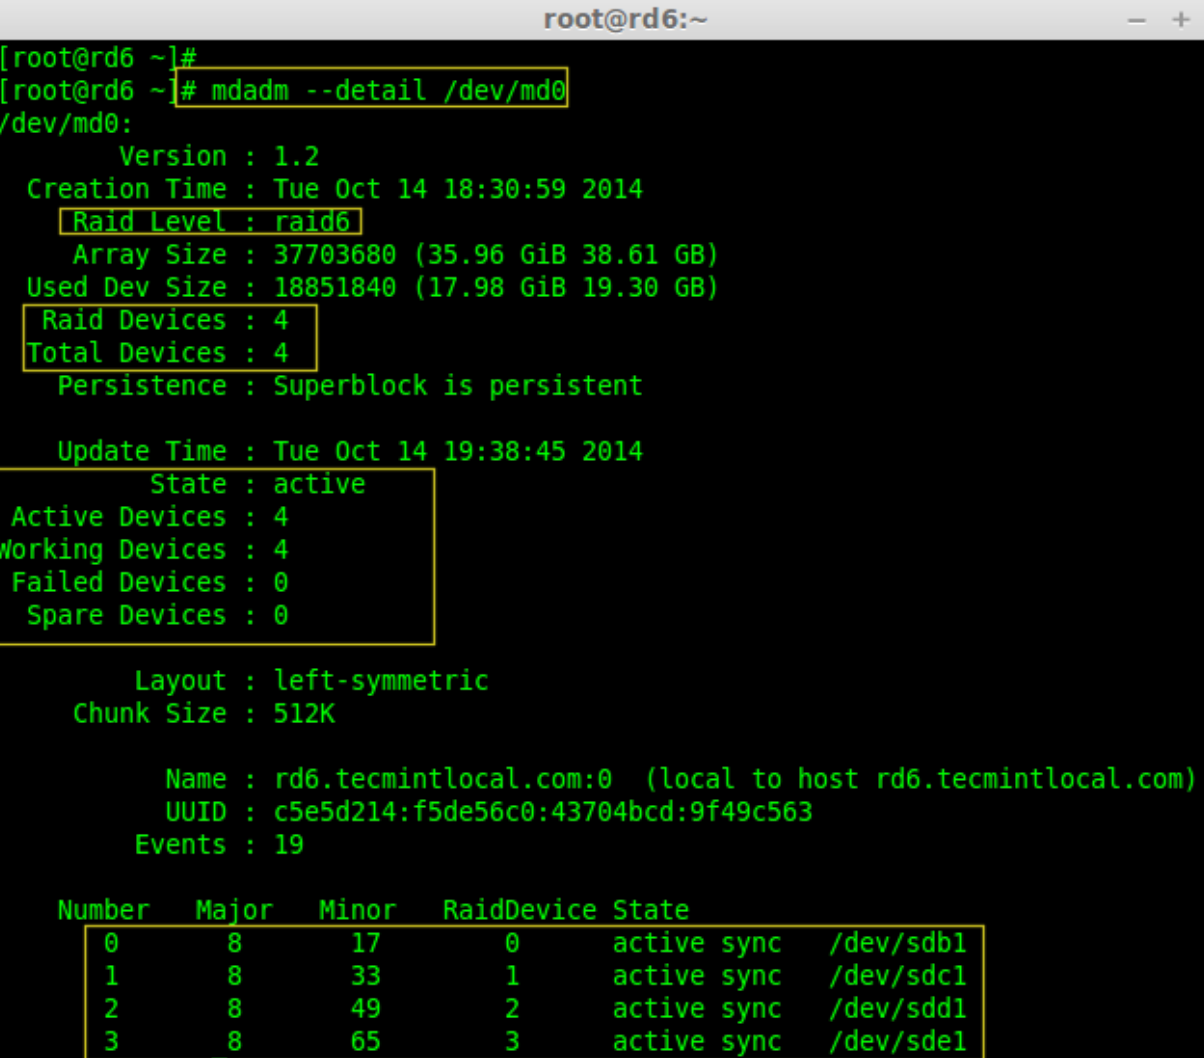 root@rd6:~
[root@rd6 ~]#
[root@rd6 ~]# mdadm --detail /dev/md0
/dev/md0:
Version : 1.2
Creation Time : Tue Oct 14 18:30:59 2014
Raid Level : raid6
Array Size : 37703680 (35.96 GiB 38.61 GB)
Used Dev Size : 18851840 (17.98 GiB 19.30 GB)
Raid Devices : 4
Total Devices : 4
Persistence : Superblock is persistent
Update Time : Tue Oct 14 19:38:45 2014
State : active
Active Devices : 4
Working Devices : 4
Failed Devices : 0
Spare Devices : 0
Layout : left-symmetric
Chunk Size : 512K
Name : rd6.tecmintlocal.com:0  (local to host rd6.tecmintlocal.com)
UUID : c5e5d214:f5de56c0:43704bcd:9f49c563
Events : 19
Number   Major   Minor   RaidDevice State
0       8       17        0      active sync   /dev/sdb1
1       8       33        1      active sync   /dev/sdc1
2       8       49        2      active sync   /dev/sdd1
3       8       65        3      active sync   /dev/sde1